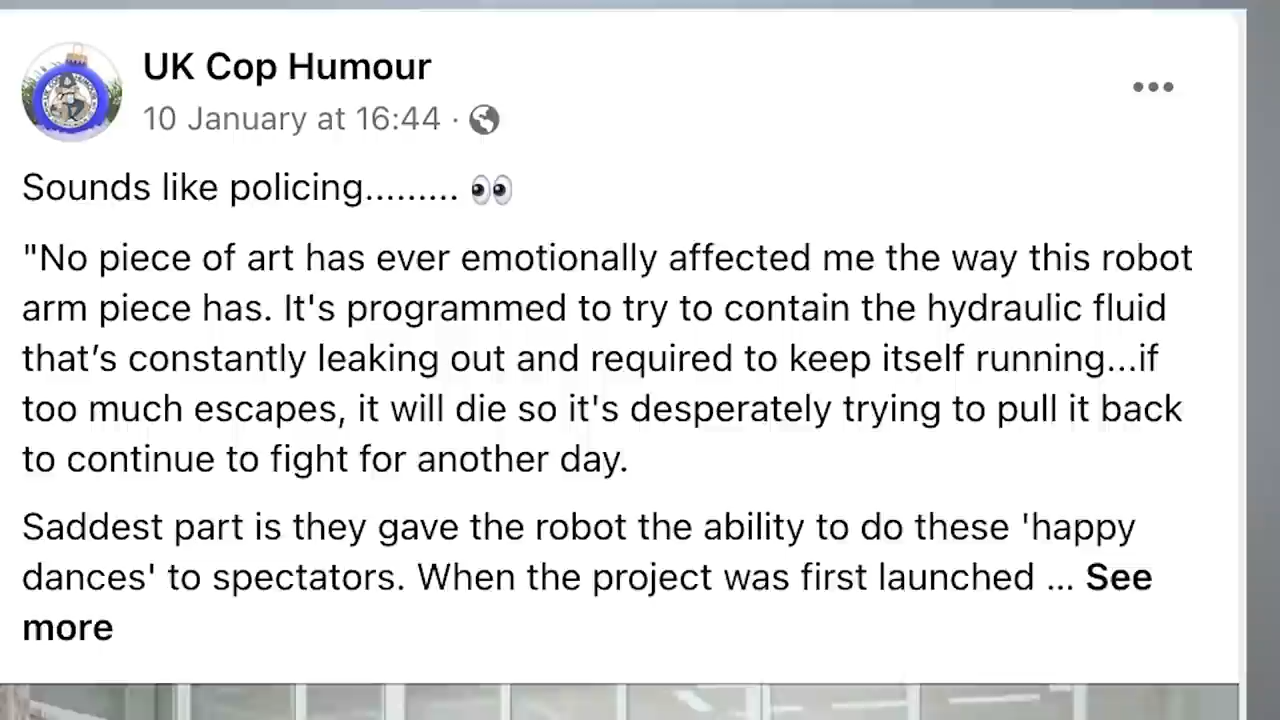 UK Cop Humour
10 January at 16:44 ·
Sounds like policing......... 👀
"No piece of art has ever emotionally affected me the way this robot
arm piece has. It's programmed to try to contain the hydraulic fluid
that’s constantly leaking out and required to keep itself running...if
too much escapes, it will die so it's desperately trying to pull it back
to continue to fight for another day.
Saddest part is they gave the robot the ability to do these 'happy
dances' to spectators. When the project was first launched ... See
more